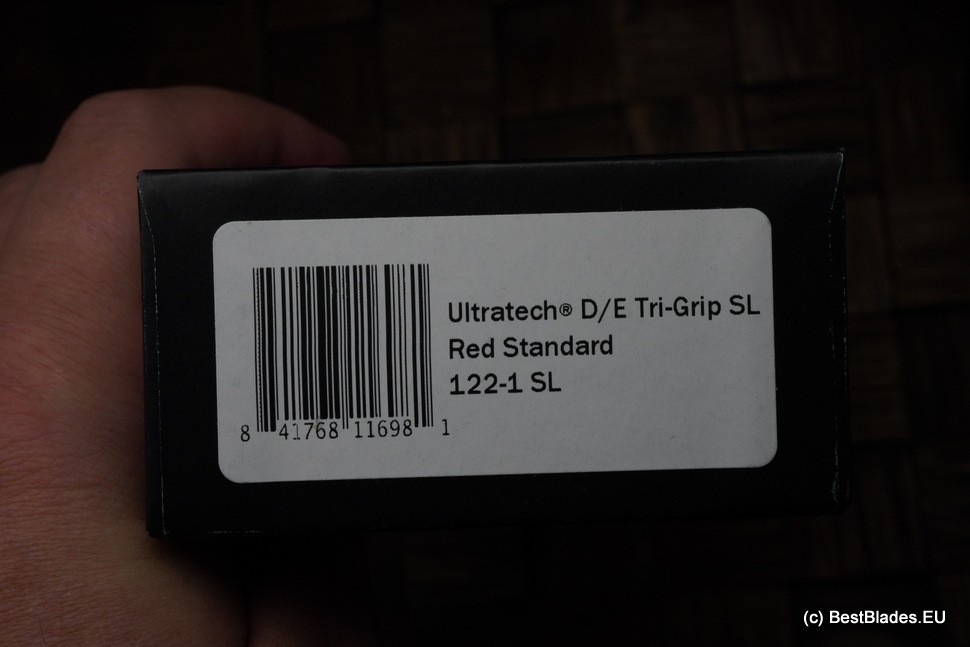 Ultratech® D/E Tri-Grip SL
Red Standard
122-1 SL
8 41768 11698 1
(c) BestBlades.EU